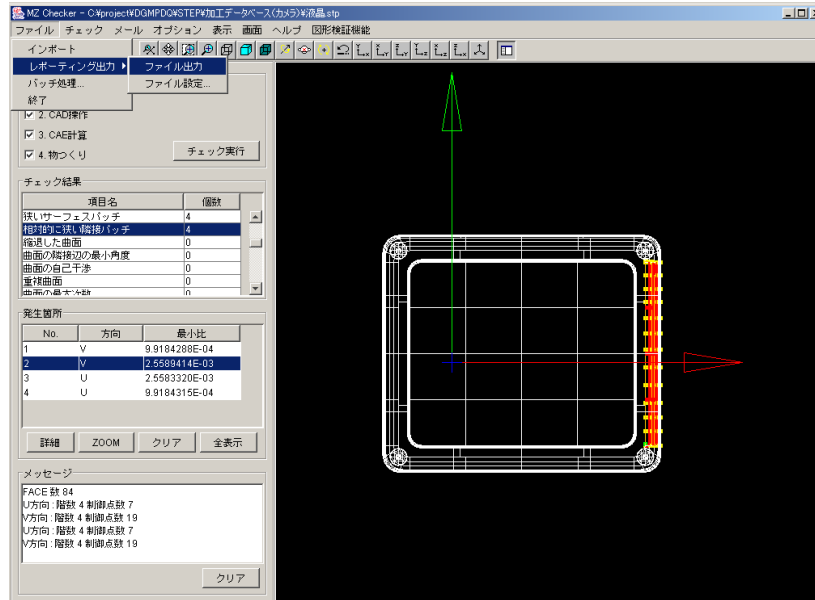 MZ Checker - C:¥project¥DGMPDQ¥STEP¥加工データベース(カメラ)¥液晶.stp
ファイル チェック メール オプション 表示 画面 ヘルプ 図形検証機能
インポート
レポーティング出力 ファイル出力
バッチ処理... ファイル設定...
終了
2. CAD操作
3. CAE計算
4. 物つくり チェック実行
チェック結果
項目名 個数
狭いサーフェスパッチ 4
相対的に狭い隣接パッチ 4
縮退した曲面 0
曲面の隣接辺の最小角度 0
曲面の自己干渉 0
重複曲面 0
曲面の最大次数 0
発生箇所
No. 方向 最小比
1 V 9.9184288E-04
2 V 2.5589414E-03
3 U 2.5583320E-03
4 U 9.9184315E-04
詳細 ZOOM クリア 全表示
メッセージ
FACE 数 84
U方向 : 階数 4 制御点数 7
V方向 : 階数 4 制御点数 19
U方向 : 階数 4 制御点数 7
V方向 : 階数 4 制御点数 19
クリア